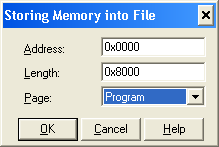 Storing Memory into File
Address: 0x0000
Length: 0x8000
Page: Program
OK Cancel Help